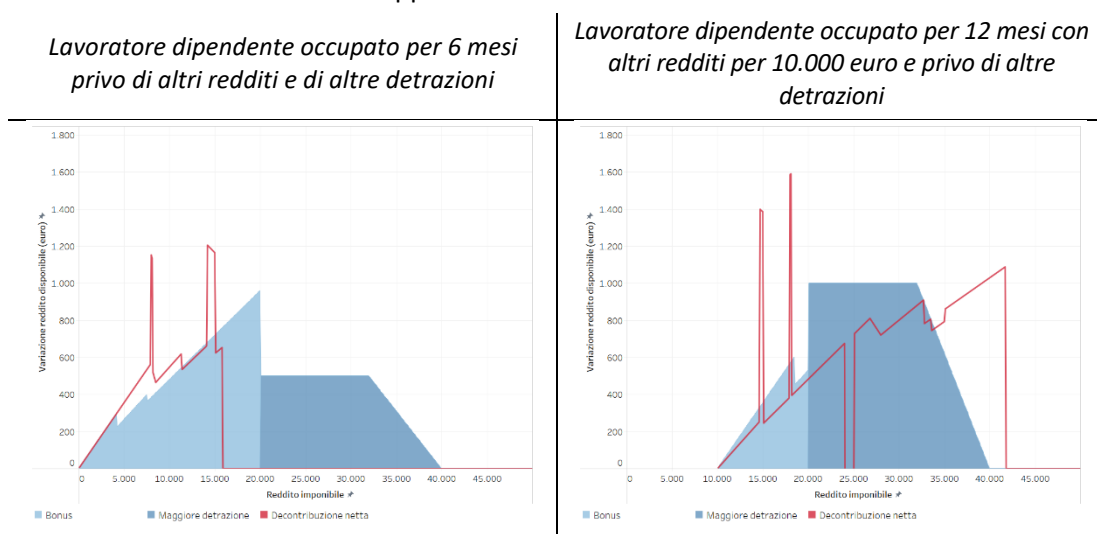 Lavoratore dipendente occupato per 6 mesi
privo di altri redditi e di altre detrazioni
Lavoratore dipendente occupato per 12 mesi con
altri redditi per 10.000 euro e privo di altre
detrazioni
Variazione reddito disponibile (euro)
1.800
1.600
1.400
1.200
1.000
800
600
400
200
0
0 5.000 10.000 15.000 20.000 25.000 30.000 35.000 40.000 45.000
Reddito imponibile
Bonus Maggiore detrazione Decontribuzione netta
Variazione reddito disponibile (euro)
1.800
1.600
1.400
1.200
1.000
800
600
400
200
0
0 5.000 10.000 15.000 20.000 25.000 30.000 35.000 40.000 45.000
Reddito imponibile
Bonus Maggiore detrazione Decontribuzione netta